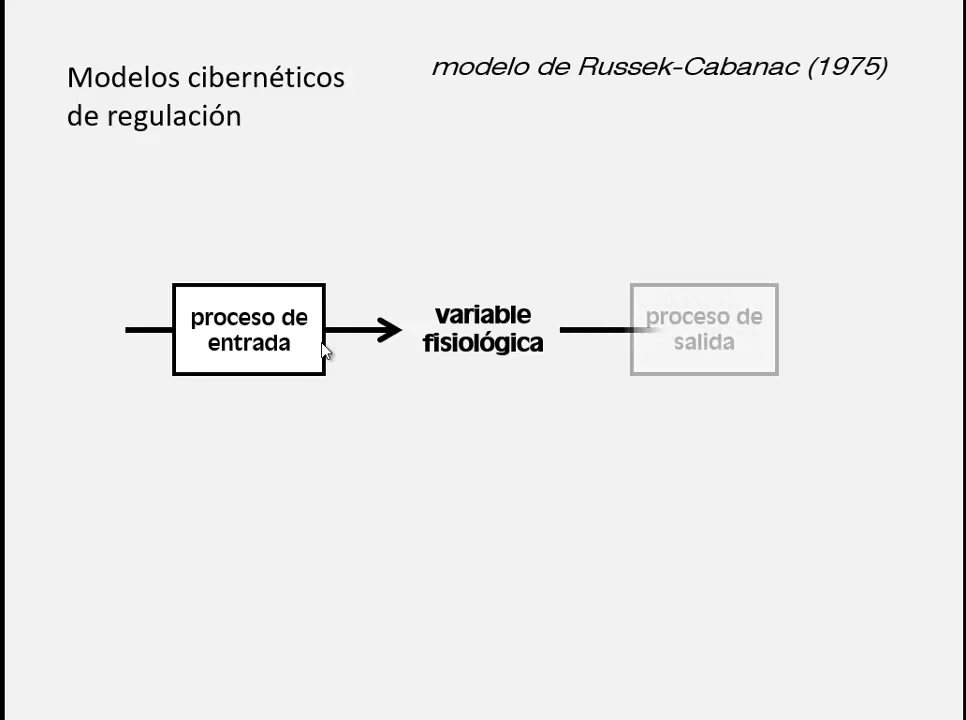 Modelos cibernéticos
de regulación
modelo de Russek-Cabanac (1975)
proceso de
entrada
variable
fisiológica
proceso de
salida